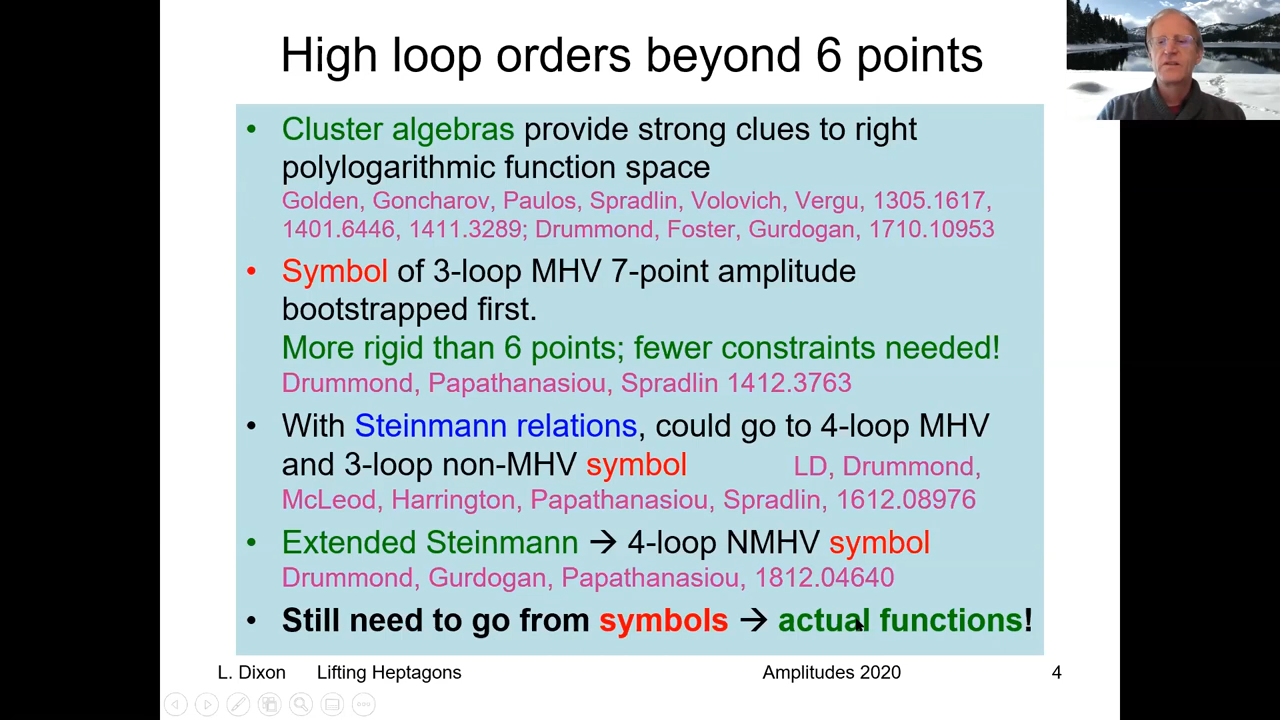 High loop orders beyond 6 points
• Cluster algebras provide strong clues to right
polylogarithmic function space
Golden, Goncharov, Paulos, Spradlin, Volovich, Vergu, 1305.1617,
1401.6446, 1411.3289; Drummond, Foster, Gurdogan, 1710.10953
• Symbol of 3-loop MHV 7-point amplitude
bootstrapped first.
More rigid than 6 points; fewer constraints needed!
Drummond, Papathanasiou, Spradlin 1412.3763
• With Steinmann relations, could go to 4-loop MHV
and 3-loop non-MHV symbol LD, Drummond,
McLeod, Harrington, Papathanasiou, Spradlin, 1612.08976
• Extended Steinmann → 4-loop NMHV symbol
Drummond, Gurdogan, Papathanasiou, 1812.04640
• Still need to go from symbols → actual functions!
L. Dixon Lifting Heptagons Amplitudes 2020 4